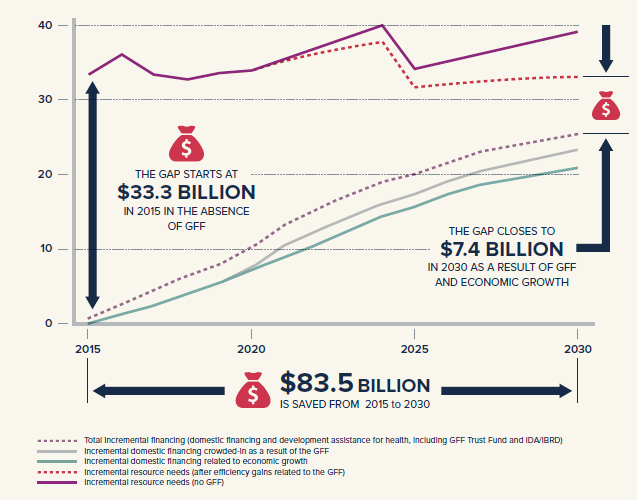 40
30
20
10
0
$
THE GAP STARTS AT
$33.3 BILLION
IN 2015 IN THE ABSENCE
OF GFF
$
THE GAP CLOSES TO
$7.4 BILLION
IN 2030 AS A RESULT OF GFF
AND ECONOMIC GROWTH
2015
2020
2025
2030
$
$83.5 BILLION
IS SAVED FROM 2015 to 2030
Total incremental financing (domestic financing and development assistance for health, including GFF Trust Fund and IDA/IBRD)
Incremental domestic financing crowded-in as a result of the GFF
Incremental domestic financing related to economic growth
Incremental resource needs (after efficiency gains related to the GFF)
Incremental resource needs (no GFF)